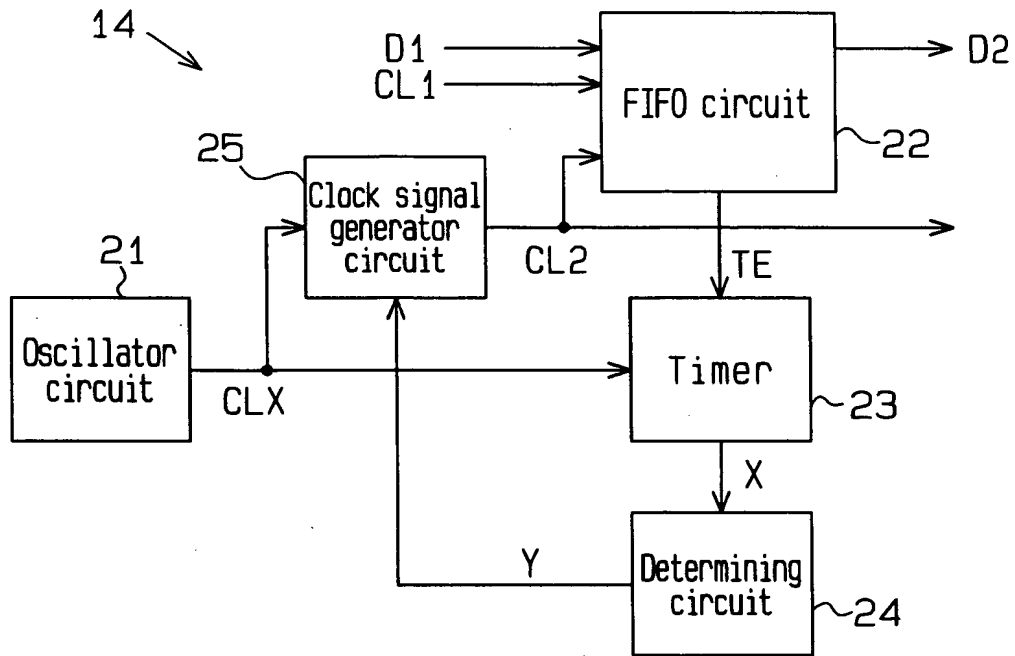 14
D1
CL1
FIFO circuit
D2
22
25
Clock signal
generator
circuit
CL2
TE
21
Oscillator
circuit
CLX
Timer
23
X
Y
Determining
circuit
24